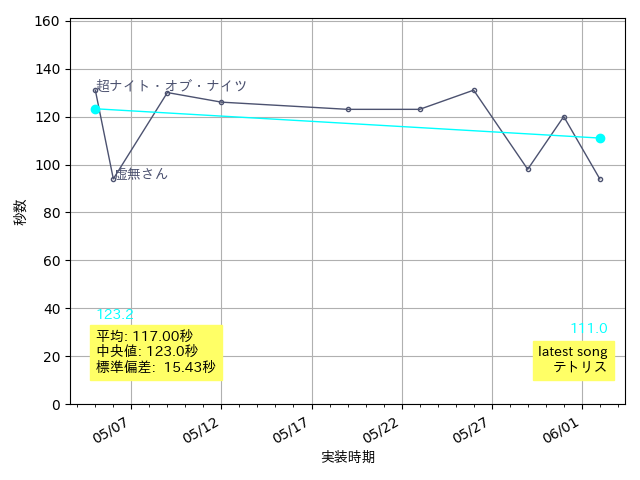 160
140
120
100
80
60
40
20
0
秒数
超ナイト・オブ・ナイツ
虚無さん
123.2
平均: 117.00秒
中央値: 123.0秒
標準偏差: 15.43秒
111.0
latest song
テトリス
05/07
05/12
05/17
05/22
05/27
06/01
実装時期